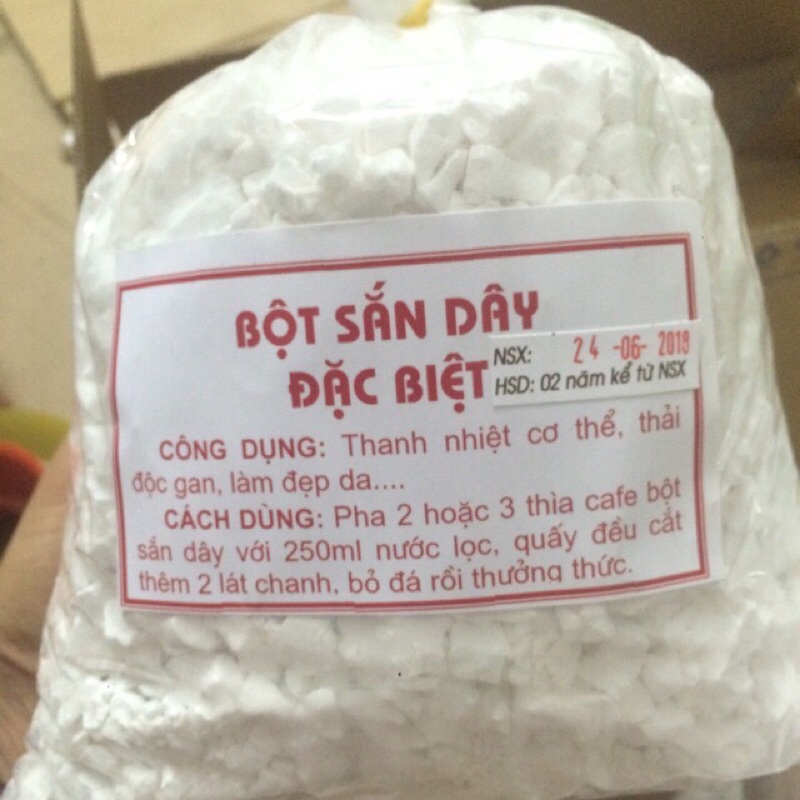 BỘT SẮN DÂY
ĐẶC BIỆT
NSX: 24 -06- 2019
HSD: 02 năm kể từ NSX
CÔNG DỤNG: Thanh nhiệt cơ thể, thải
độc gan, làm đẹp da....
CÁCH DÙNG: Pha 2 hoặc 3 thìa cafe bột
sắn dây với 250ml nước lọc, quấy đều cắt
thêm 2 lát chanh, bỏ đá rồi thưởng thức.